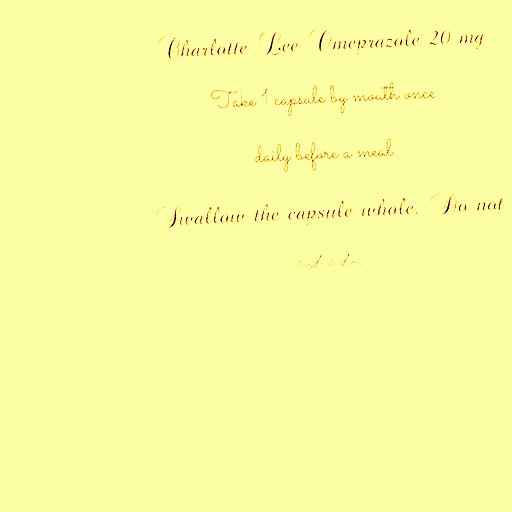 Charlotte Lee Omeprazole 20 mg
Take 1 capsule by mouth once
daily before a meal.
Swallow the capsule whole. Do not